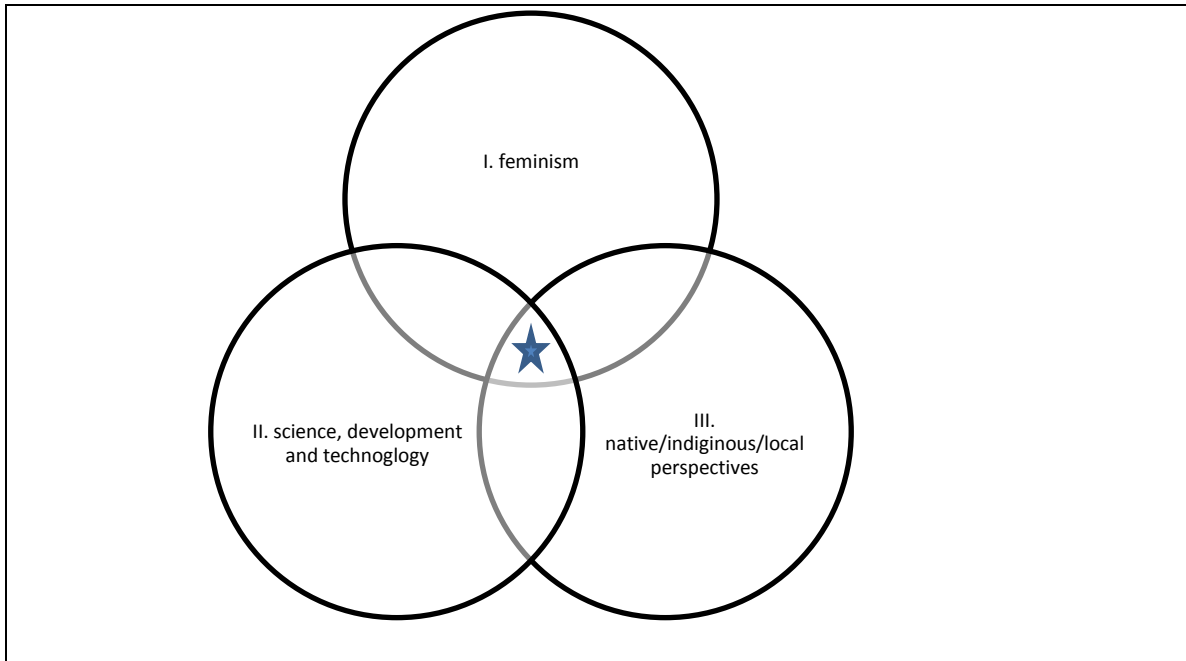 I. feminism
II. science, development
and technoglogy
III.
native/indiginous/local
perspectives